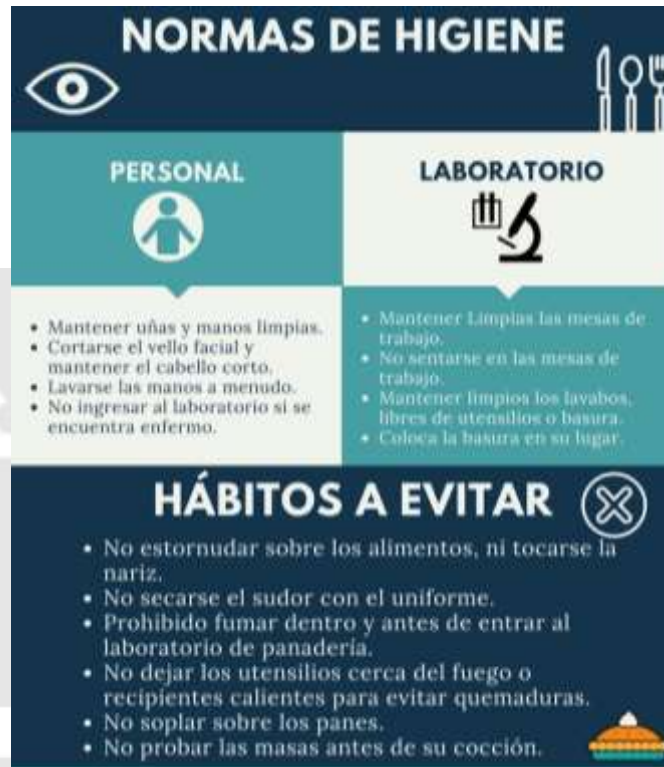 NORMAS DE HIGIENE
PERSONAL
• Mantener uñas y manos limpias.
• Cortarse el vello facial y
mantener el cabello corto.
• Lavarse las manos a menudo.
• No ingresar al laboratorio si se
encuentra enfermo.
LABORATORIO
• Mantener Limpias las mesas de
trabajo.
• No sentarse en las mesas de
trabajo.
• Mantener limpios los lavabos,
libres de utensilios o basura.
• Coloca la basura en su lugar.
HÁBITOS A EVITAR
• No estornudar sobre los alimentos, ni tocarse la
nariz.
• No secarse el sudor con el uniforme.
• Prohibido fumar dentro y antes de entrar al
laboratorio de panadería.
• No dejar los utensilios cerca del fuego o
recipientes calientes para evitar quemaduras.
• No soplar sobre los panes.
• No probar las masas antes de su cocción.